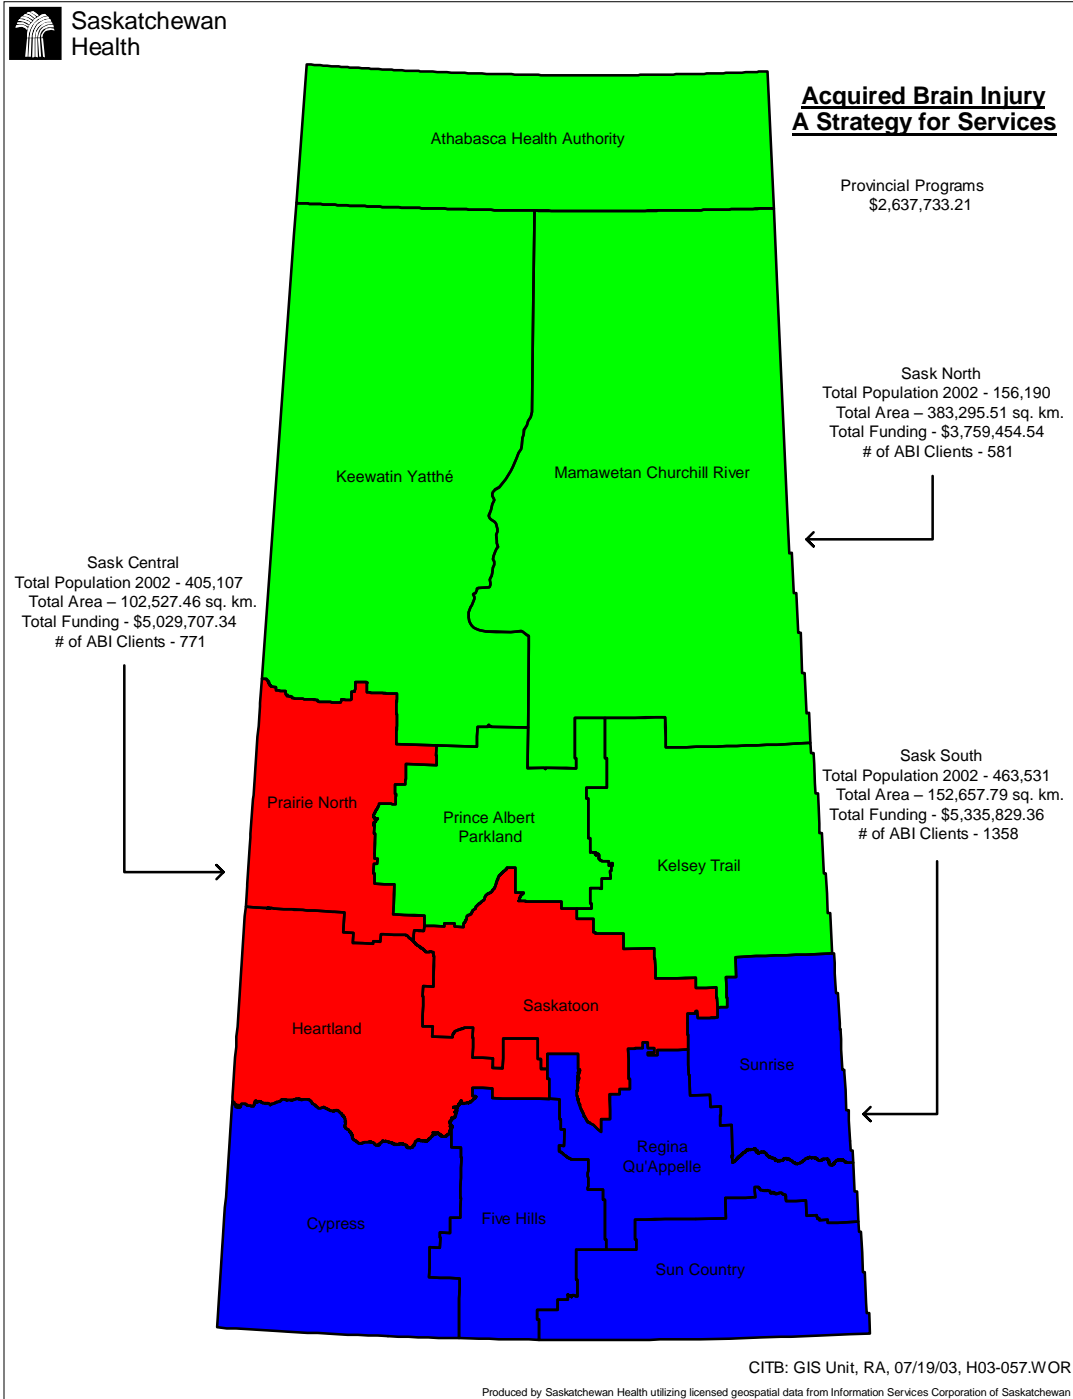 Saskatchewan
Health
Acquired Brain Injury
A Strategy for Services
Provincial Programs
$2,637,733.21
Athabasca Health Authority
Sask North
Total Population 2002 - 156,190
Total Area – 383,295.51 sq. km.
Total Funding - $3,759,454.54
# of ABI Clients - 581
Keewatin Yatthé
Mamawetan Churchill River
Sask Central
Total Population 2002 - 405,107
Total Area – 102,527.46 sq. km.
Total Funding - $5,029,707.34
# of ABI Clients - 771
Sask South
Total Population 2002 - 463,531
Total Area – 152,657.79 sq. km.
Total Funding - $5,335,829.36
# of ABI Clients - 1358
Prairie North
Prince Albert
Parkland
Kelsey Trail
Saskatoon
Heartland
Sunrise
Regina
Qu'Appelle
Cypress
Five Hills
Sun Country
CITB: GIS Unit, RA, 07/19/03, H03-057.WOR
Produced by Saskatchewan Health utilizing licensed geospatial data from Information Services Corporation of Saskatchewan